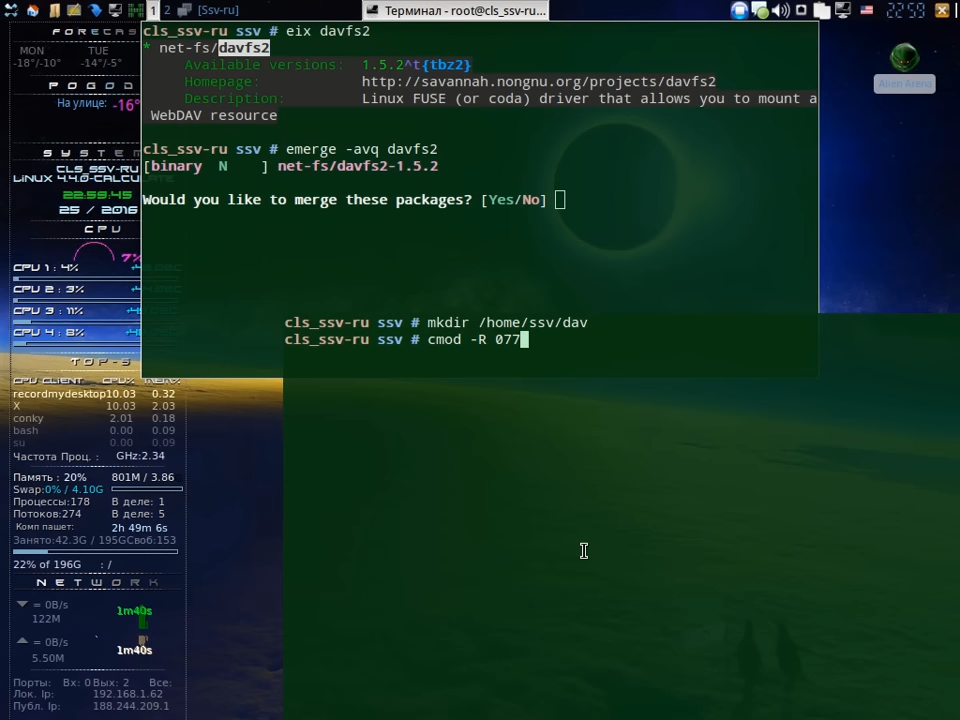 1 2 [Ssv-ru] Терминал - root@cls_ssv-ru... 22 59
FORECAS
MON TUE
-18°/-10° -14°/-5°
POGOD
На улице: -16°
SYSTEM
CLS_SSV-RU
LiNUX 4.4.0-CALCULATE
22:59:45
25 / 2016
CPU
7%
CPU 1 : 4%
CPU 2 : 3%
CPU 3 : 11%
CPU 4 : 8%
TOP-5
CPU CLIENT CPU% MEM%
recordmydesktop10.03 0.32
X 10.03 2.03
conky 2.01 0.18
bash 0.00 0.09
su 0.00 0.09
Частота Проц. : GHz:2.34
Память : 20% 801M / 3.86
Swap:0% / 4.10G
Процессы:178 В деле: 1
Потоков:274 В деле: 5
Комп пашет: 2h 49m 6s
Занято:42.3G / 195GСвоб:153
22% of 196G : /
NETWORK
= 0B/s 1m40s
122M
= 0B/s
5.50M 1m40s
Порты: Вх: 0 Вых: 2 Все:
Лок. Ip: 192.168.1.62
Публ. Ip: 188.244.209.1
cls_ssv-ru ssv # eix davfs2
* net-fs/davfs2
Available versions: 1.5.2^t{tbz2}
Homepage: http://savannah.nongnu.org/projects/davfs2
Description: Linux FUSE (or coda) driver that allows you to mount a
WebDAV resource
cls_ssv-ru ssv # emerge -avq davfs2
[binary N ] net-fs/davfs2-1.5.2
Would you like to merge these packages? [Yes/No]
cls_ssv-ru ssv # mkdir /home/ssv/dav
cls_ssv-ru ssv # cmod -R 077
Alien Arena